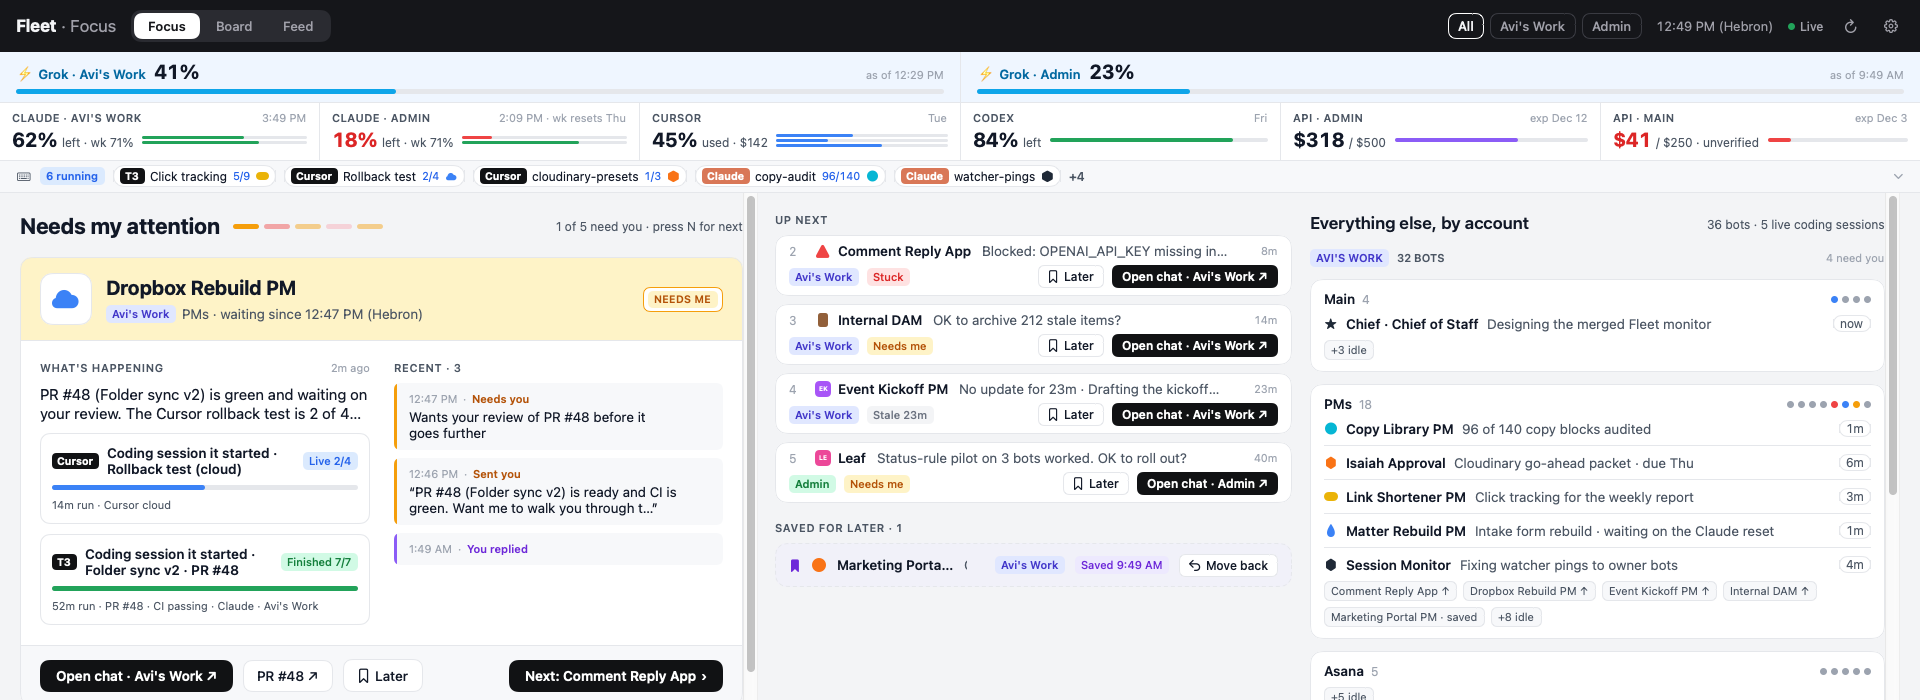 Fleet · Focus
Focus
Board
Feed
All
Avi's Work
Admin
12:49 PM (Hebron)
Live
Grok · Avi's Work 41%
as of 12:29 PM
Grok · Admin 23%
as of 9:49 AM
CLAUDE · AVI'S WORK
3:49 PM
62% left · wk 71%
CLAUDE · ADMIN
2:09 PM · wk resets Thu
18% left · wk 71%
CURSOR
Tue
45% used · $142
CODEX
Fri
84% left
API · ADMIN
exp Dec 12
$318 / $500
API · MAIN
exp Dec 3
$41 / $250 · unverified
6 running
T3 Click tracking 5/9
Cursor Rollback test 2/4
Cursor cloudinary-presets 1/3
Claude copy-audit 96/140
Claude watcher-pings
+4
Needs my attention
1 of 5 need you · press N for next
Dropbox Rebuild PM
Avi's Work PMs · waiting since 12:47 PM (Hebron)
NEEDS ME
WHAT'S HAPPENING
2m ago
PR #48 (Folder sync v2) is green and waiting on
your review. The Cursor rollback test is 2 of 4...
Cursor
Coding session it started ·
Rollback test (cloud)
Live 2/4
14m run · Cursor cloud
T3
Coding session it started ·
Folder sync v2 · PR #48
Finished 7/7
52m run · PR #48 · CI passing · Claude · Avi's Work
RECENT · 3
12:47 PM · Needs you
Wants your review of PR #48 before it
goes further
12:46 PM · Sent you
“PR #48 (Folder sync v2) is ready and CI is
green. Want me to walk you through t...”
1:49 AM · You replied
Open chat · Avi's Work ↗
PR #48 ↗
Later
Next: Comment Reply App ›
UP NEXT
2 Comment Reply App Blocked: OPENAI_API_KEY missing in... 8m
Avi's Work Stuck Later Open chat · Avi's Work ↗
3 Internal DAM OK to archive 212 stale items? 14m
Avi's Work Needs me Later Open chat · Avi's Work ↗
4 EK Event Kickoff PM No update for 23m · Drafting the kickoff... 23m
Avi's Work Stale 23m Later Open chat · Avi's Work ↗
5 LE Leaf Status-rule pilot on 3 bots worked. OK to roll out? 40m
Admin Needs me Later Open chat · Admin ↗
SAVED FOR LATER · 1
Marketing Porta... Avi's Work Saved 9:49 AM Move back
Everything else, by account
36 bots · 5 live coding sessions
AVI'S WORK 32 BOTS
4 need you
Main 4
Chief · Chief of Staff Designing the merged Fleet monitor now
+3 idle
PMs 18
Copy Library PM 96 of 140 copy blocks audited 1m
Isaiah Approval Cloudinary go-ahead packet · due Thu 6m
Link Shortener PM Click tracking for the weekly report 3m
Matter Rebuild PM Intake form rebuild · waiting on the Claude reset 1m
Session Monitor Fixing watcher pings to owner bots 4m
Comment Reply App ↑ Dropbox Rebuild PM ↑ Event Kickoff PM ↑ Internal DAM ↑
Marketing Portal PM · saved +8 idle
Asana 5
+5 idle